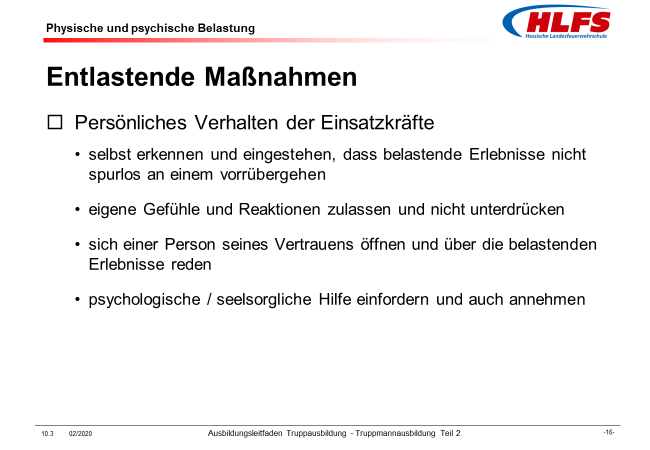 Physische und psychische Belastung
HLFS
Hessische Landesfeuerwehrschule
Entlastende Maßnahmen
Persönliches Verhalten der Einsatzkräfte
• selbst erkennen und eingestehen, dass belastende Erlebnisse nicht
spurlos an einem vorrübergehen
• eigene Gefühle und Reaktionen zulassen und nicht unterdrücken
• sich einer Person seines Vertrauens öffnen und über die belastenden
Erlebnisse reden
• psychologische / seelsorgliche Hilfe einfordern und auch annehmen
10.3 02/2020 Ausbildungsleitfaden Truppausbildung - Truppmannausbildung Teil 2 -16-